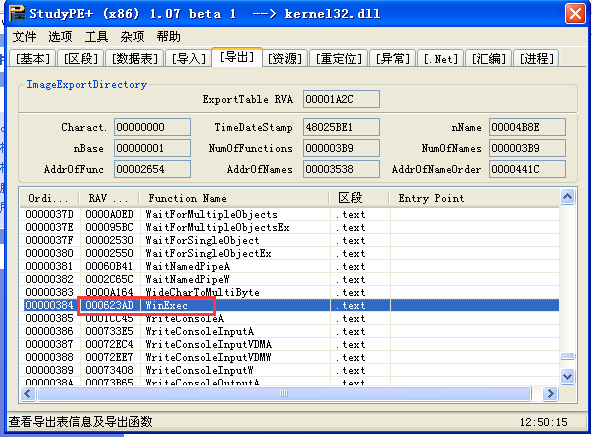 StudyPE+ (x86) 1.07 beta 1 --> kernel32.dll
文件 选项 工具 杂项 帮助
[基本] [区段] [数据表] [导入] [导出] [资源] [重定位] [异常] [.Net] [汇编] [进程]
ImageExportDirectory
ExportTable RVA 00001A2C
Charact. 00000000 TimeDateStamp 48025BE1 nName 00004B8E
nBase 00000001 NumOfFunctions 000003B9 NumOfNames 000003B9
AddrOfFunc 00002654 AddrOfNames 00003538 AddrOfNameOrder 0000441C
Ordi... RAV ... Function Name 区段 Entry Point
0000037D 0000A0ED WaitForMultipleObjects .text
0000037E 000095BC WaitForMultipleObjectsEx .text
0000037F 00002530 WaitForSingleObject .text
00000380 00002550 WaitForSingleObjectEx .text
00000381 00060B41 WaitNamedPipeA .text
00000382 0002C65C WaitNamedPipeW .text
00000383 0000A164 WideCharToMultiByte .text
00000384 000623AD WinExec .text
00000385 0001CC45 WriteConsoleA .text
00000386 000733E5 WriteConsoleInputA .text
00000387 00072EC4 WriteConsoleInputVDMA .text
00000388 00072EE7 WriteConsoleInputVDMW .text
00000389 00073408 WriteConsoleInputW .text
0000038A 00073B65 WriteConsoleOutputA .text
查看导出表信息及导出函数 12:50:15